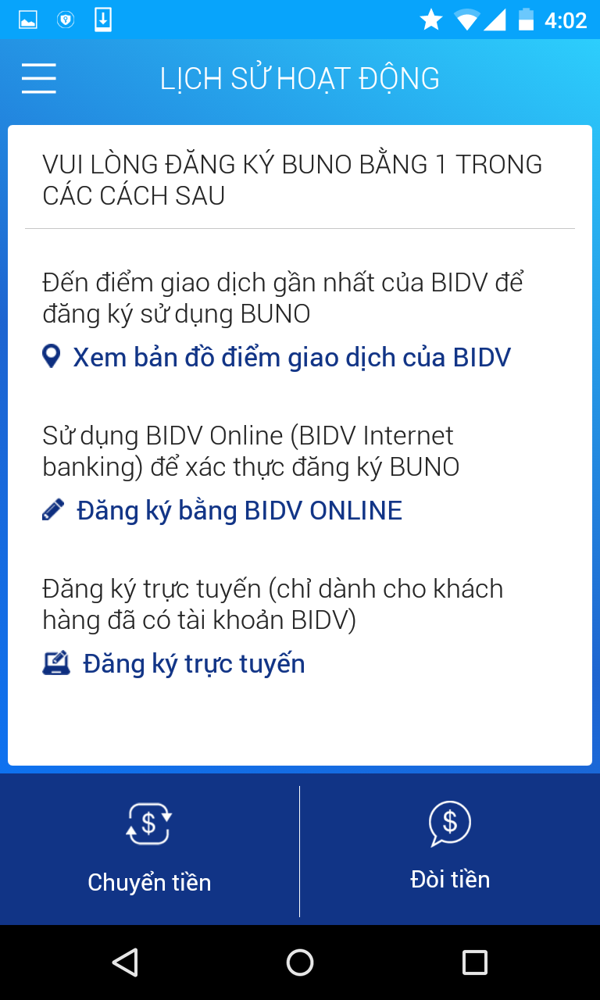 4:02
LỊCH SỬ HOẠT ĐỘNG
VUI LÒNG ĐĂNG KÝ BUNO BẰNG 1 TRONG
CÁC CÁCH SAU
Đến điểm giao dịch gần nhất của BIDV để
đăng ký sử dụng BUNO
Xem bản đồ điểm giao dịch của BIDV
Sử dụng BIDV Online (BIDV Internet
banking) để xác thực đăng ký BUNO
Đăng ký bằng BIDV ONLINE
Đăng ký trực tuyến (chỉ dành cho khách
hàng đã có tài khoản BIDV)
Đăng ký trực tuyến
$
$
Chuyển tiền
Đòi tiền